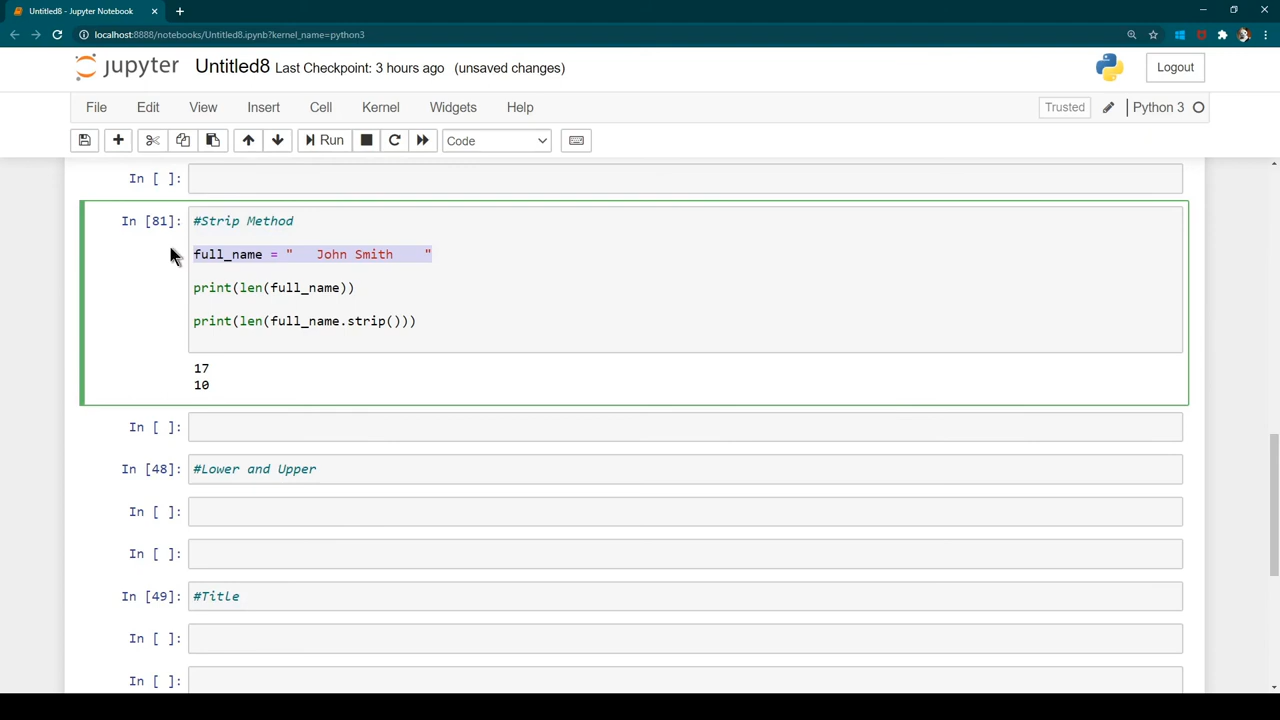 Untitled8 - Jupyter Notebook
localhost:8888/notebooks/Untitled8.ipynb?kernel_name=python3
jupyter Untitled8 Last Checkpoint: 3 hours ago (unsaved changes) Logout
File Edit View Insert Cell Kernel Widgets Help Trusted Python 3
Run Code
In [ ]:
In [81]: #Strip Method
full_name = "   John Smith    "
print(len(full_name))
print(len(full_name.strip()))
17
10
In [ ]:
In [48]: #Lower and Upper
In [ ]:
In [ ]:
In [49]: #Title
In [ ]:
In [ ]: